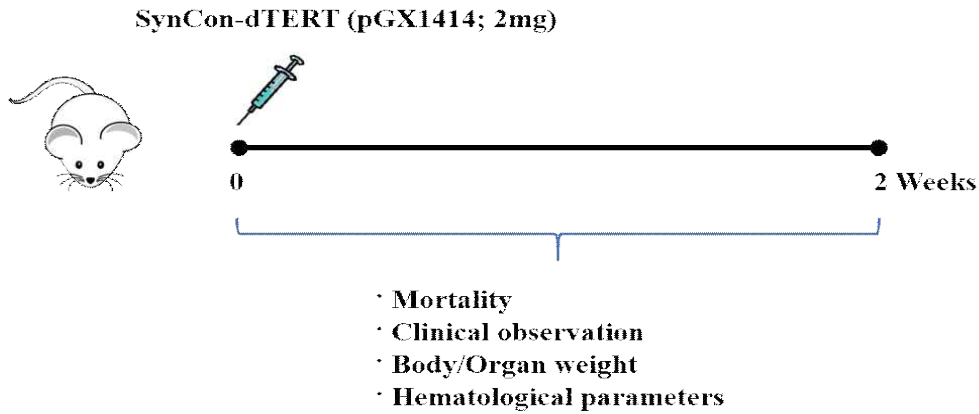 SynCon-dTERT (pGX1414; 2mg)
0
2 Weeks
· Mortality
· Clinical observation
· Body/Organ weight
· Hematological parameters